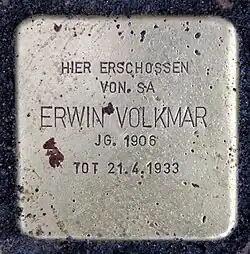 HIER ERSCHOSSEN
VON SA
ERWIN VOLKMAR
JG. 1906
TOT 21.4.1933